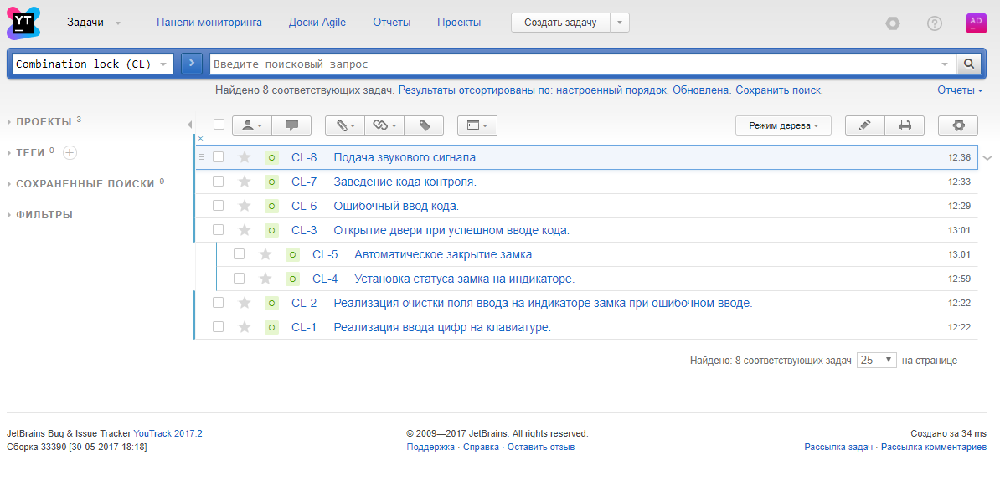 YT Задачи Панели мониторинга Доски Agile Отчеты Проекты Создать задачу AD
Combination lock (CL) Введите поисковый запрос
Найдено 8 соответствующих задач. Результаты отсортированы по: настроенный порядок, Обновлена. Сохранить поиск. Отчеты
ПРОЕКТЫ 3
Режим дерева
ТЕГИ 0
СОХРАНЕННЫЕ ПОИСКИ 9
ФИЛЬТРЫ
О CL-8 Подача звукового сигнала. 12:36
О CL-7 Заведение кода контроля. 12:33
О CL-6 Ошибочный ввод кода. 12:29
О CL-3 Открытие двери при успешном вводе кода. 13:01
О CL-5 Автоматическое закрытие замка. 13:01
О CL-4 Установка статуса замка на индикаторе. 12:59
О CL-2 Реализация очистки поля ввода на индикаторе замка при ошибочном вводе. 12:22
О CL-1 Реализация ввода цифр на клавиатуре. 12:22
Найдено: 8 соответствующих задач 25 на странице
JetBrains Bug & Issue Tracker YouTrack 2017.2
Сборка 33390 [30-05-2017 18:18]
© 2009—2017 JetBrains. All rights reserved.
Поддержка · Справка · Оставить отзыв
Создано за 34 ms
Рассылка задач · Рассылка комментариев